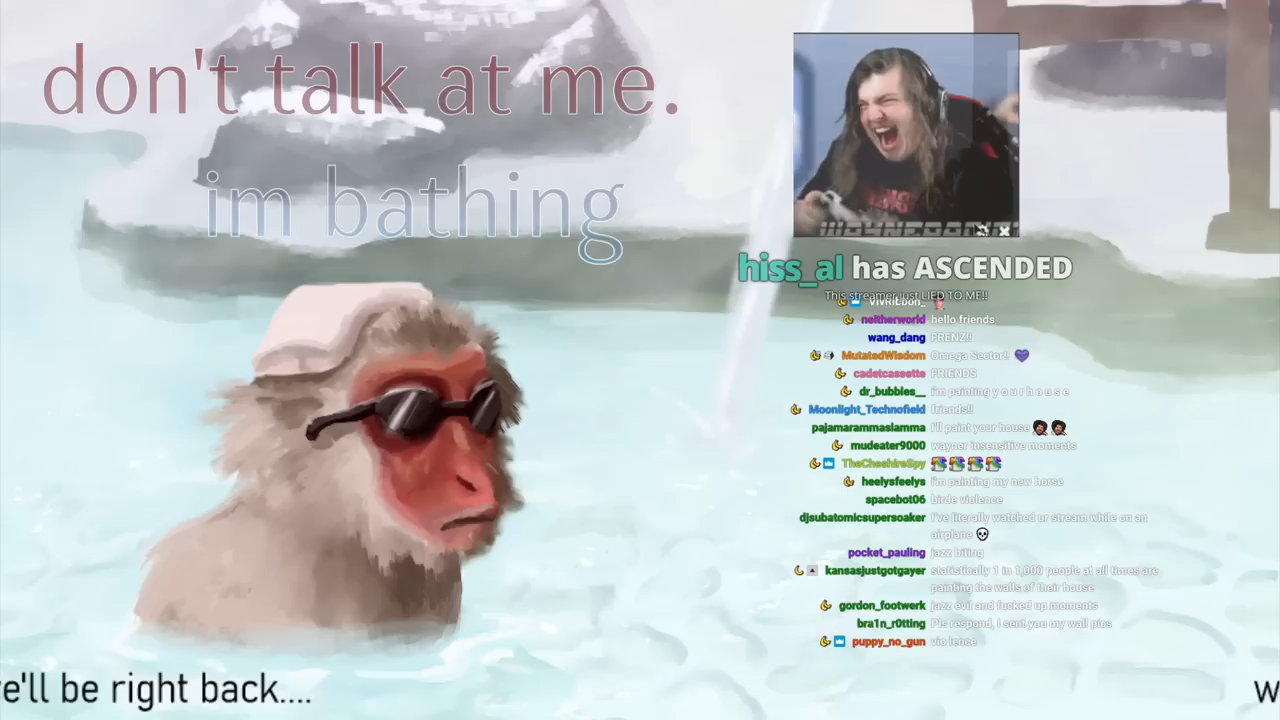 don't talk at me.
im bathing
hiss_al has ASCENDED
This streamer just LIED TO ME!!
neitherworld hello friends
wang_dang FRENZ!!
MutatedWisdom Omega Sector!! 💜
cadetcassette FRIENDS
dr_bubbles__ i'm painting y o u r h o u s e
Moonlight_Technofield friends!!
pajamarammaslamma I'll paint your house
mudeater9000 wayner insensitive moments
TheCheshireSpy
heelysfeelys i'm painting my new horse
spacebot06 birde violence
djsubatomicsupersoaker I've literally watched ur stream while on an
airplane 💀
pocket_pauling jazz biting
kansasjustgotgayer statistically 1 in 1,000 people at all times are
painting the walls of their house
gordon_footwerk jazz evil and fucked up moments
bra1n_r0tting Pls respond, I sent you my wall pics
puppy_no_gun vie lence
e'll be right back....
W